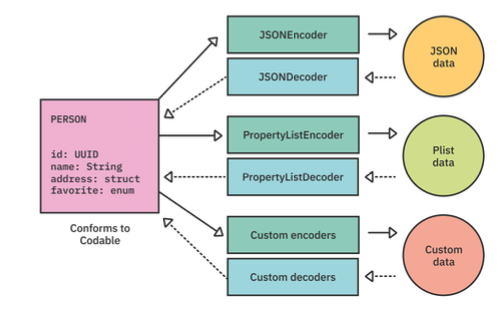 PERSON
id: UUID
name: String
address: struct
favorite: enum
Conforms to
Codable
JSONEncoder
JSONDecoder
JSON
data
PropertyListEncoder
PropertyListDecoder
Plist
data
Custom encoders
Custom decoders
Custom
data